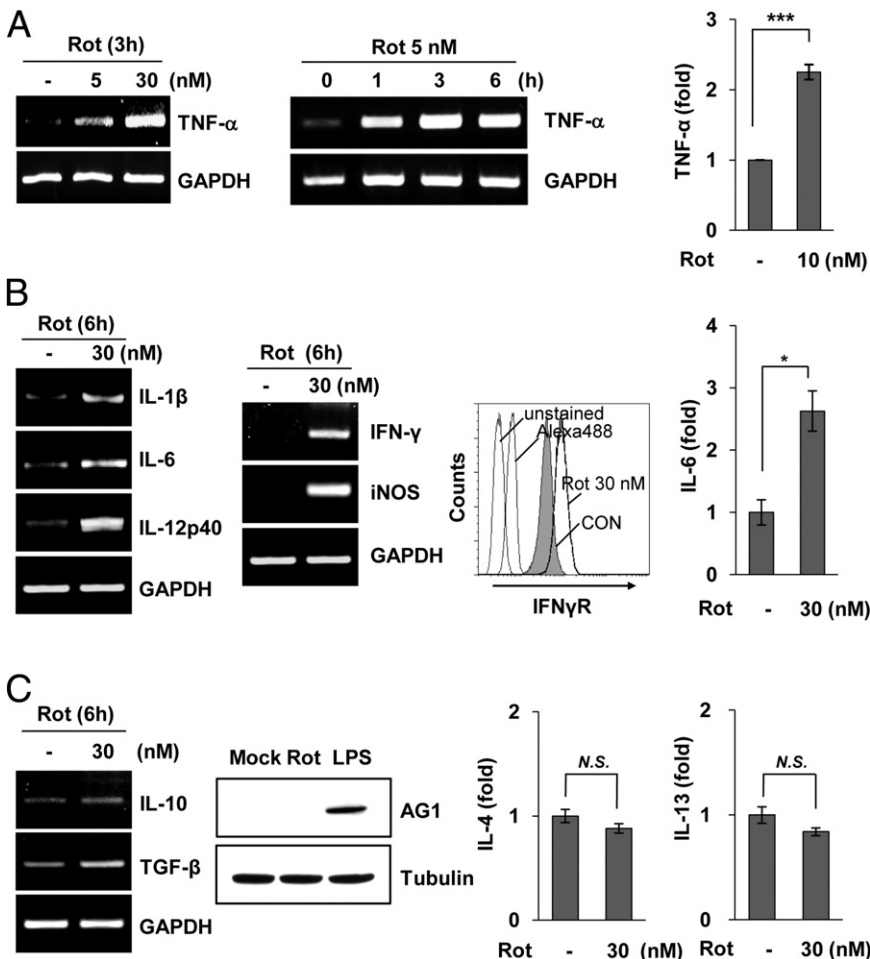 A
Rot (3h)
- 5 30 (nM)
TNF-α
GAPDH
Rot 5 nM
0 1 3 6 (h)
TNF-α
GAPDH
TNF-α (fold)
3
2
1
0
***
Rot - 10 (nM)
B
Rot (6h)
- 30 (nM)
IL-1β
IL-6
IL-12p40
GAPDH
Rot (6h)
- 30 (nM)
IFN-γ
iNOS
GAPDH
Counts
unstained
Alexa488
Rot 30 nM
CON
IFNγR
IL-6 (fold)
4
3
2
1
0
*
Rot - 30 (nM)
C
Rot (6h)
- 30 (nM)
IL-10
TGF-β
GAPDH
Mock Rot LPS
AG1
Tubulin
IL-4 (fold)
2
1
0
N.S.
Rot - 30 (nM)
IL-13 (fold)
2
1
0
N.S.
Rot - 30 (nM)